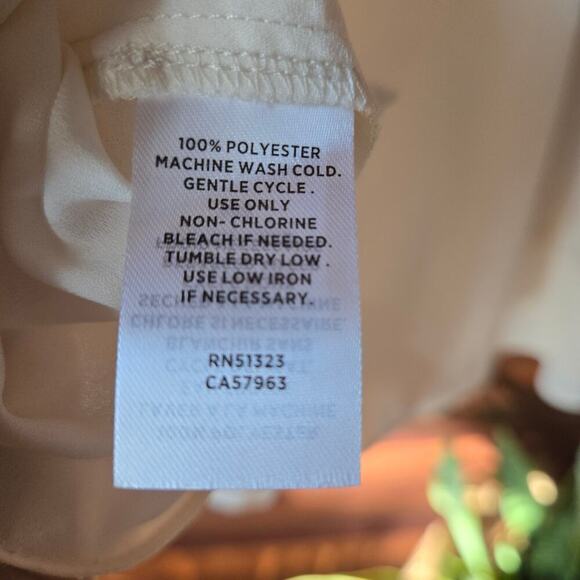 100% POLYESTER
MACHINE WASH COLD.
GENTLE CYCLE .
USE ONLY
NON- CHLORINE
BLEACH IF NEEDED.
TUMBLE DRY LOW .
USE LOW IRON
IF NECESSARY.
RN51323
CA57963